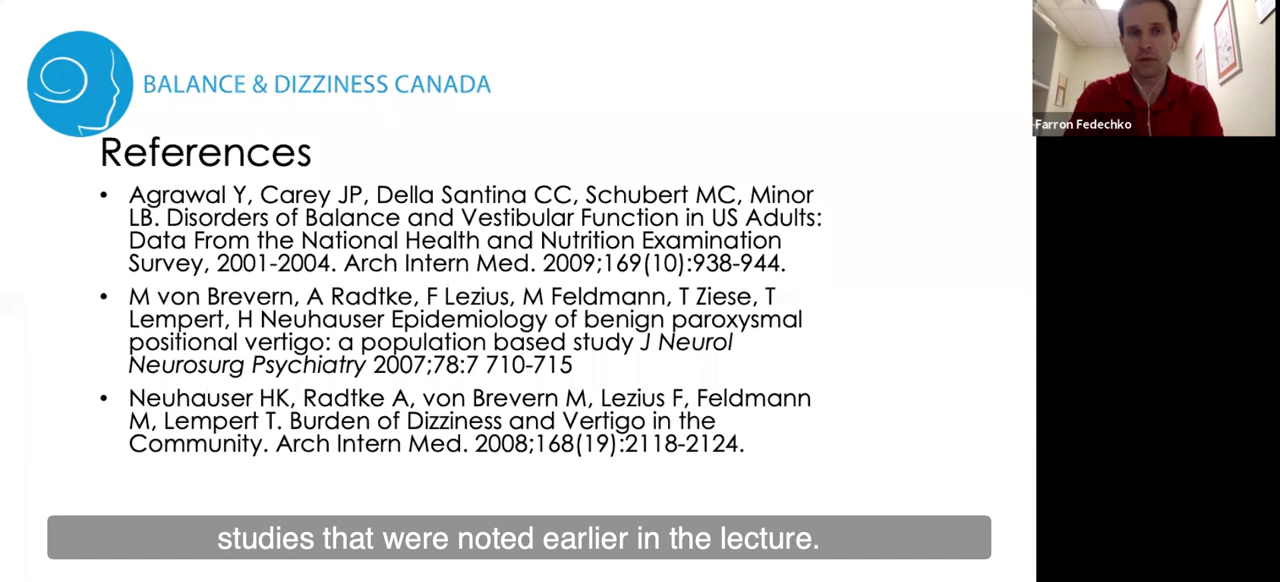 BALANCE & DIZZINESS CANADA
Farron Fedechko
References
• Agrawal Y, Carey JP, Della Santina CC, Schubert MC, Minor
LB. Disorders of Balance and Vestibular Function in US Adults:
Data From the National Health and Nutrition Examination
Survey, 2001-2004. Arch Intern Med. 2009;169(10):938-944.
• M von Brevern, A Radtke, F Lezius, M Feldmann, T Ziese, T
Lempert, H Neuhauser Epidemiology of benign paroxysmal
positional vertigo: a population based study J Neurol
Neurosurg Psychiatry 2007;78:7 710-715
• Neuhauser HK, Radtke A, von Brevern M, Lezius F, Feldmann
M, Lempert T. Burden of Dizziness and Vertigo in the
Community. Arch Intern Med. 2008;168(19):2118-2124.
studies that were noted earlier in the lecture.